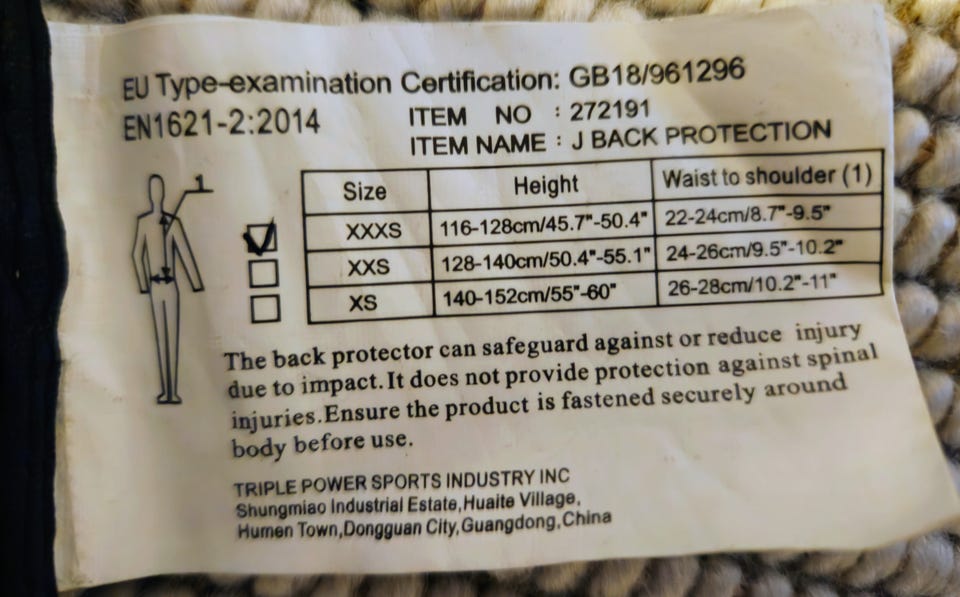 EU Type-examination Certification: GB18/961296
EN1621-2:2014
ITEM NO : 272191
ITEM NAME : J BACK PROTECTION
1
Size Height Waist to shoulder (1)
XXXS 116-128cm/45.7"-50.4" 22-24cm/8.7"-9.5"
XXS 128-140cm/50.4"-55.1" 24-26cm/9.5"-10.2"
XS 140-152cm/55"-60" 26-28cm/10.2"-11"
The back protector can safeguard against or reduce injury
due to impact.It does not provide protection against spinal
injuries.Ensure the product is fastened securely around
body before use.
TRIPLE POWER SPORTS INDUSTRY INC
Shungmiao Industrial Estate,Huaite Village,
Humen Town,Dongguan City,Guangdong,China